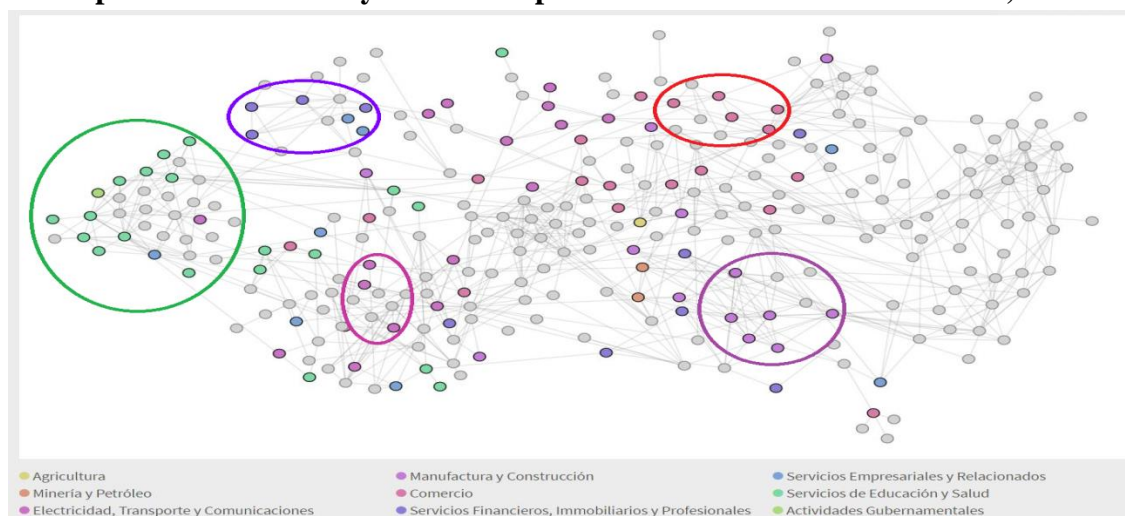 Agricultura
Minería y Petróleo
Electricidad, Transporte y Comunicaciones
Manufactura y Construcción
Comercio
Servicios Financieros, Immobiliarios y Profesionales
Servicios Empresariales y Relacionados
Servicios de Educación y Salud
Actividades Gubernamentales